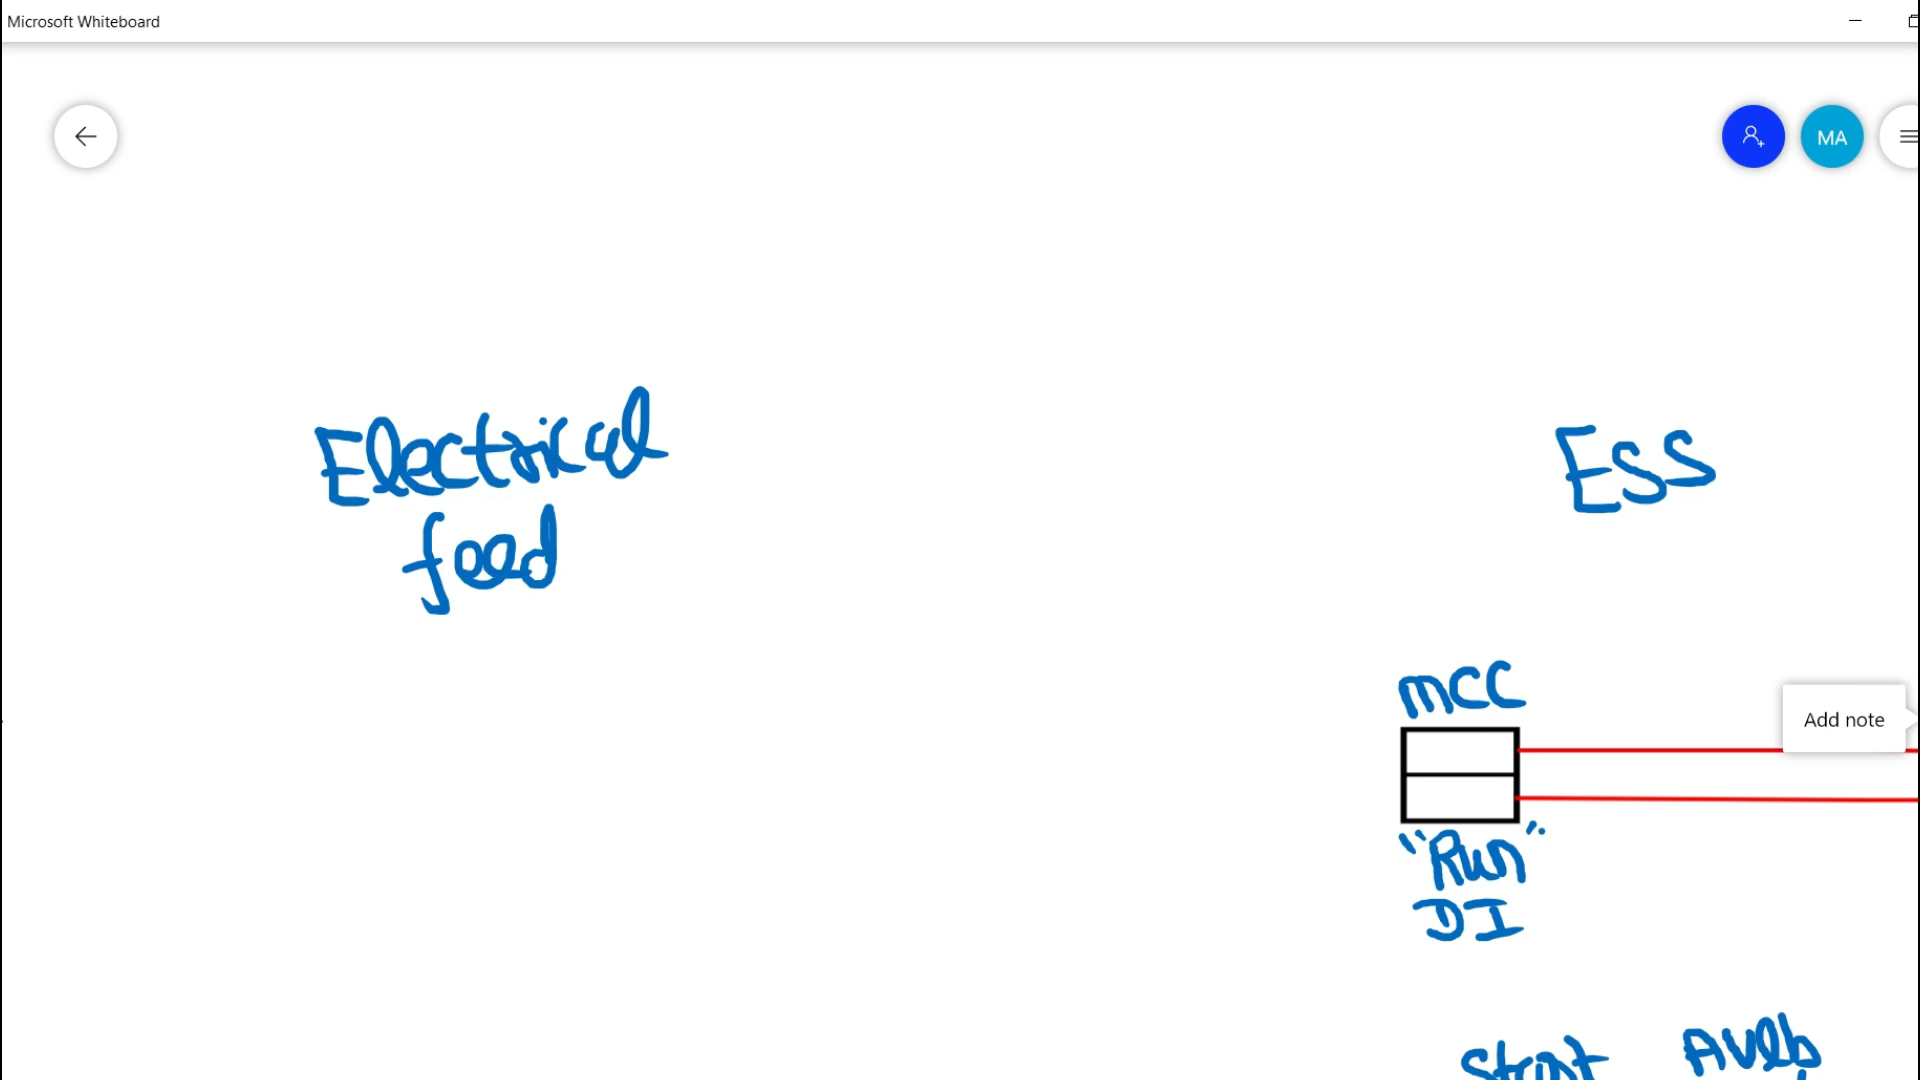 Microsoft Whiteboard
MA
Electrical
feed
ESS
MCC
Add note
"Run"
DI
Start Avlb